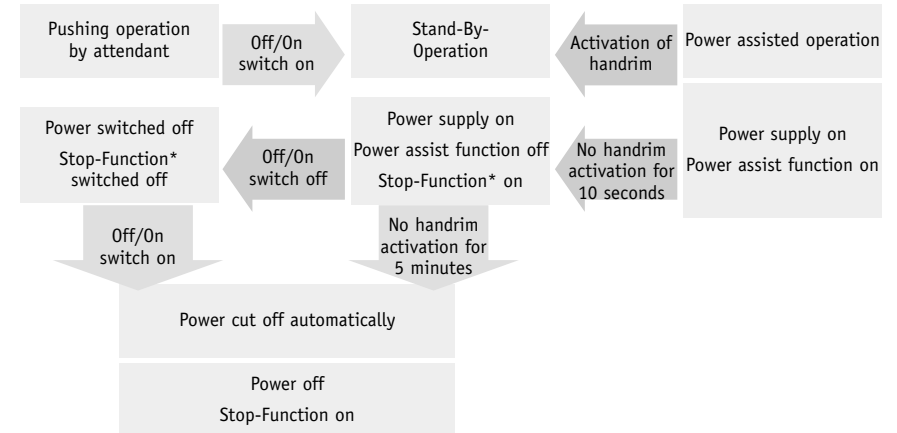 Pushing operation
by attendant
Off/On
switch on
Stand-By-
Operation
Activation of
handrim
Power assisted operation
Power switched off
Stop-Function*
switched off
Off/On
switch off
Power supply on
Power assist function off
Stop-Function* on
No handrim
activation for
10 seconds
Power supply on
Power assist function on
Off/On
switch on
No handrim
activation for
5 minutes
Power cut off automatically
Power off
Stop-Function on